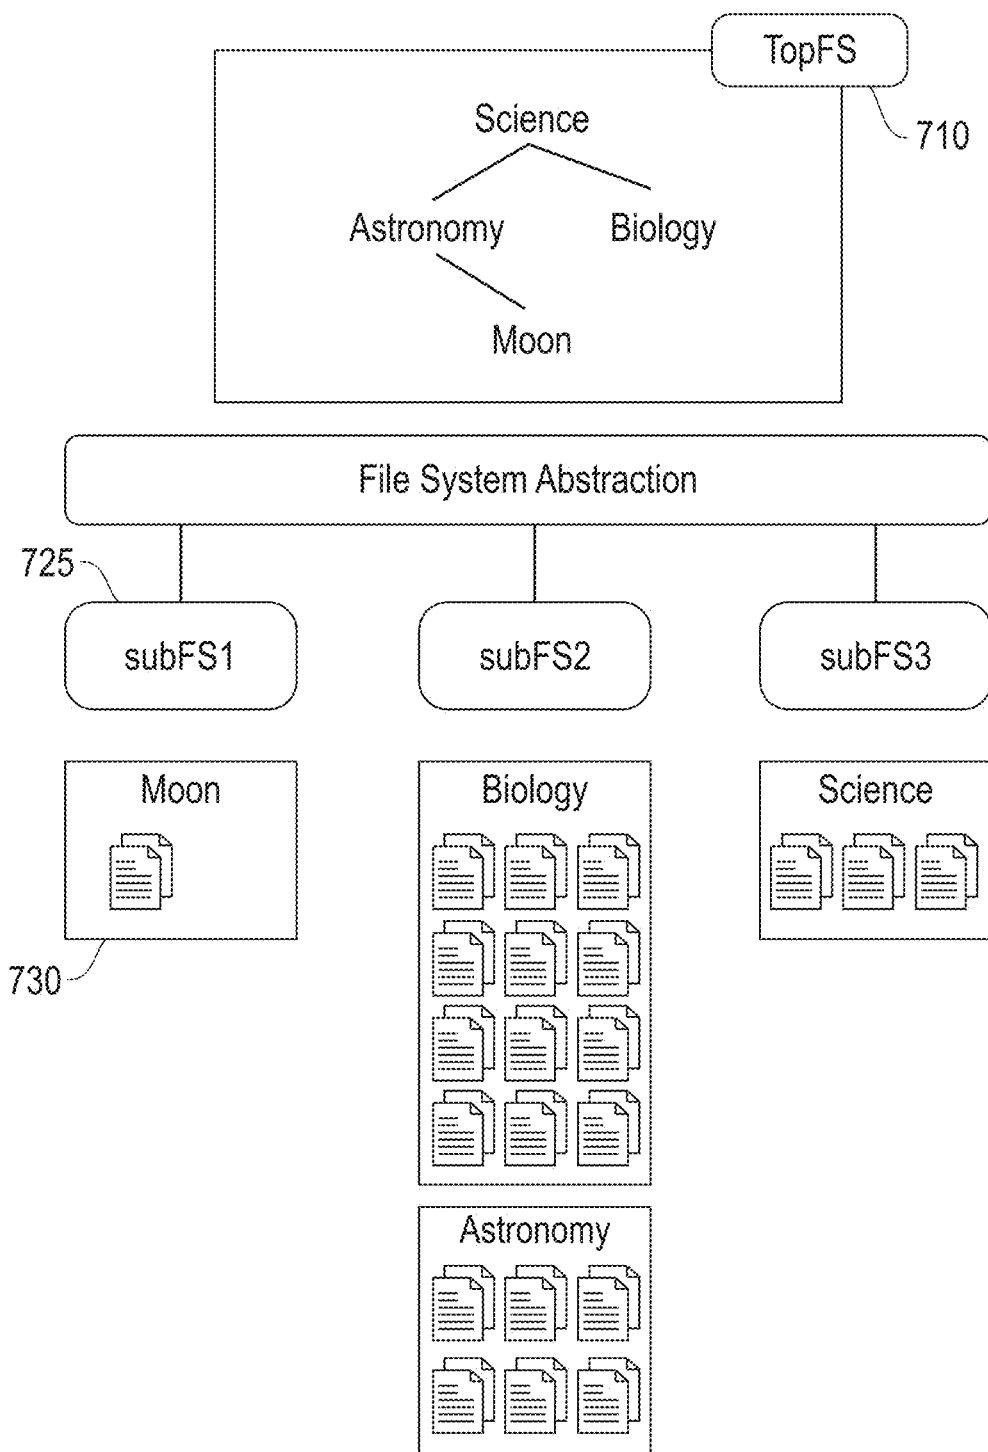 TopFS
710
Science
Astronomy Biology
Moon
File System Abstraction
725
subFS1 subFS2 subFS3
Moon Biology Science
730
Astronomy